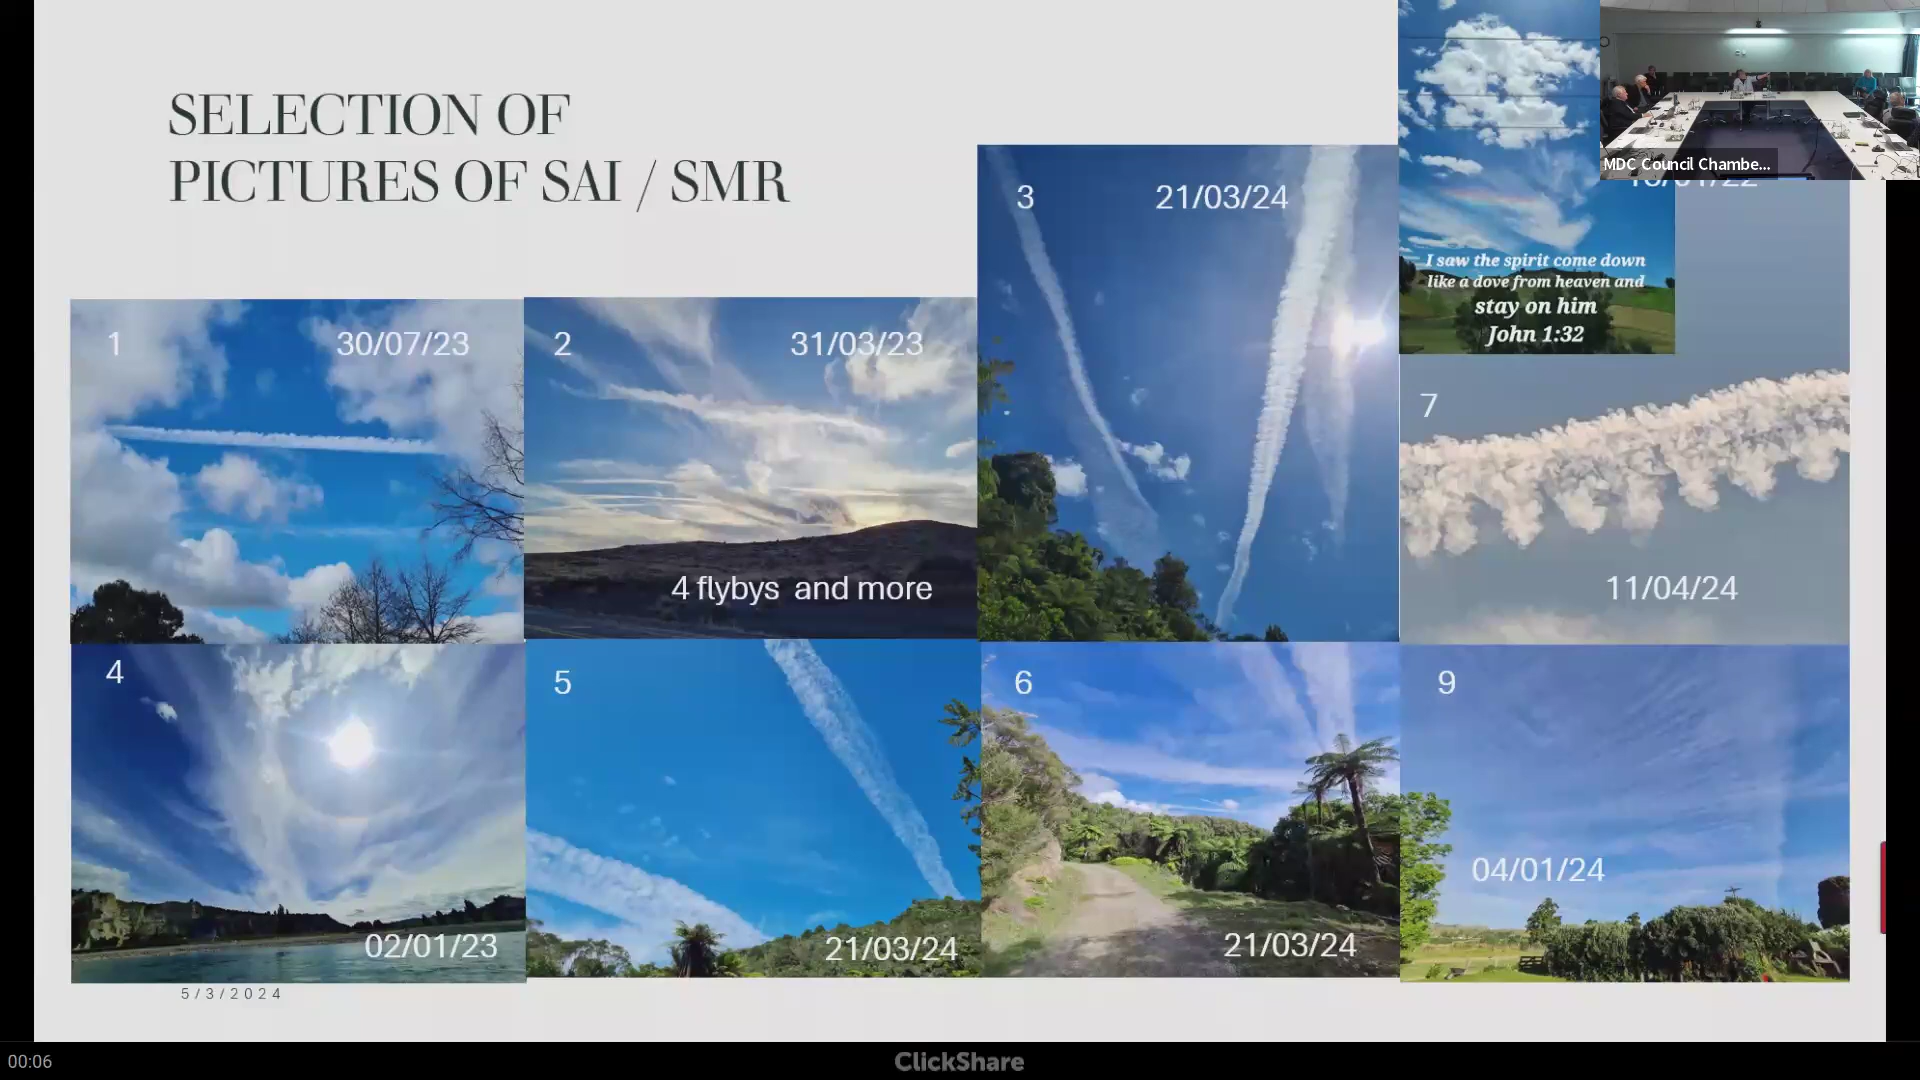 SELECTION OF
PICTURES OF SAI / SMR
MDC Council Chambe...
3
21/03/24
I saw the spirit come down
like a dove from heaven and
stay on him
John 1:32
1
30/07/23
2
31/03/23
4 flybys and more
7
11/04/24
4
02/01/23
5
21/03/24
6
21/03/24
9
04/01/24
5/3/2024
00:06
ClickShare